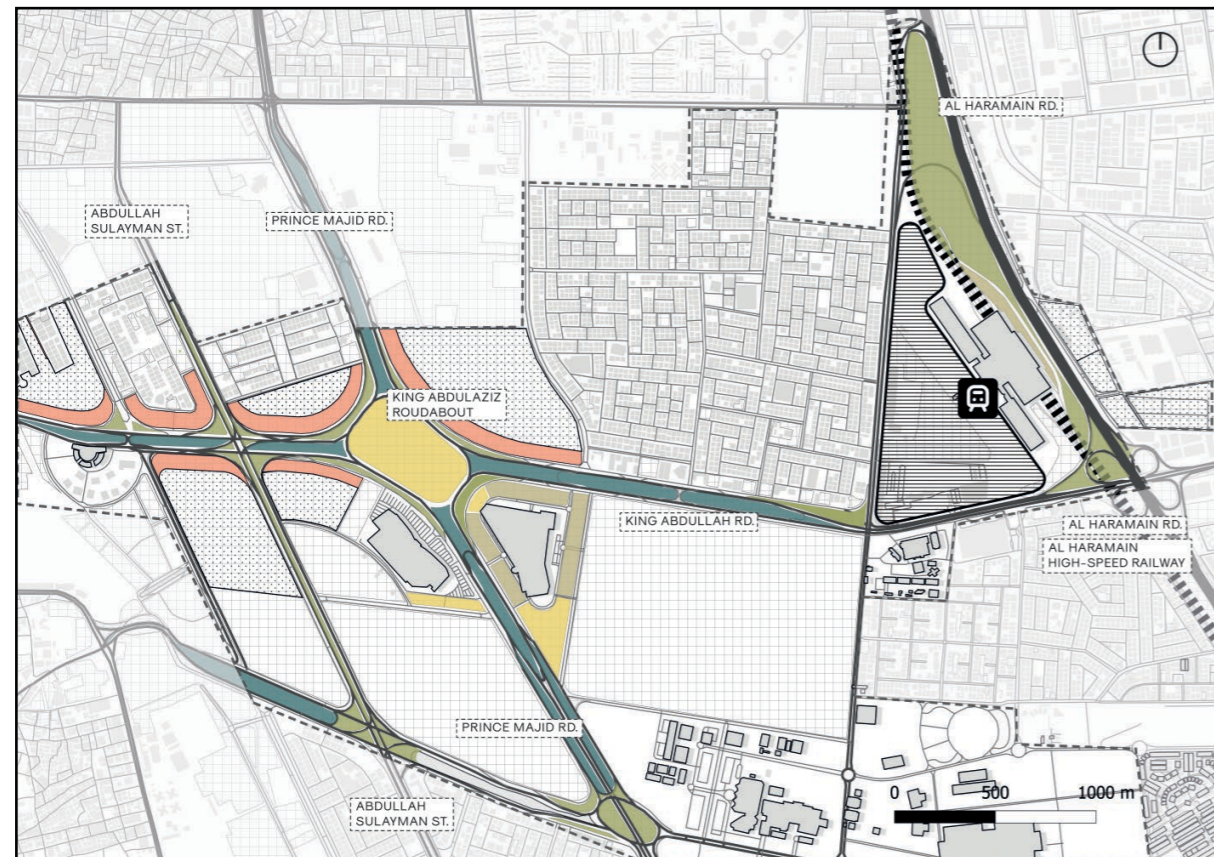 AL HARAMAIN RD.
ABDULLAH
SULAYMAN ST.
PRINCE MAJID RD.
KING ABDULAZIZ
ROUDABOUT
KING ABDULLAH RD.
AL HARAMAIN RD.
AL HARAMAIN
HIGH-SPEED RAILWAY
PRINCE MAJID RD.
ABDULLAH
SULAYMAN ST.
0 500 1000 m